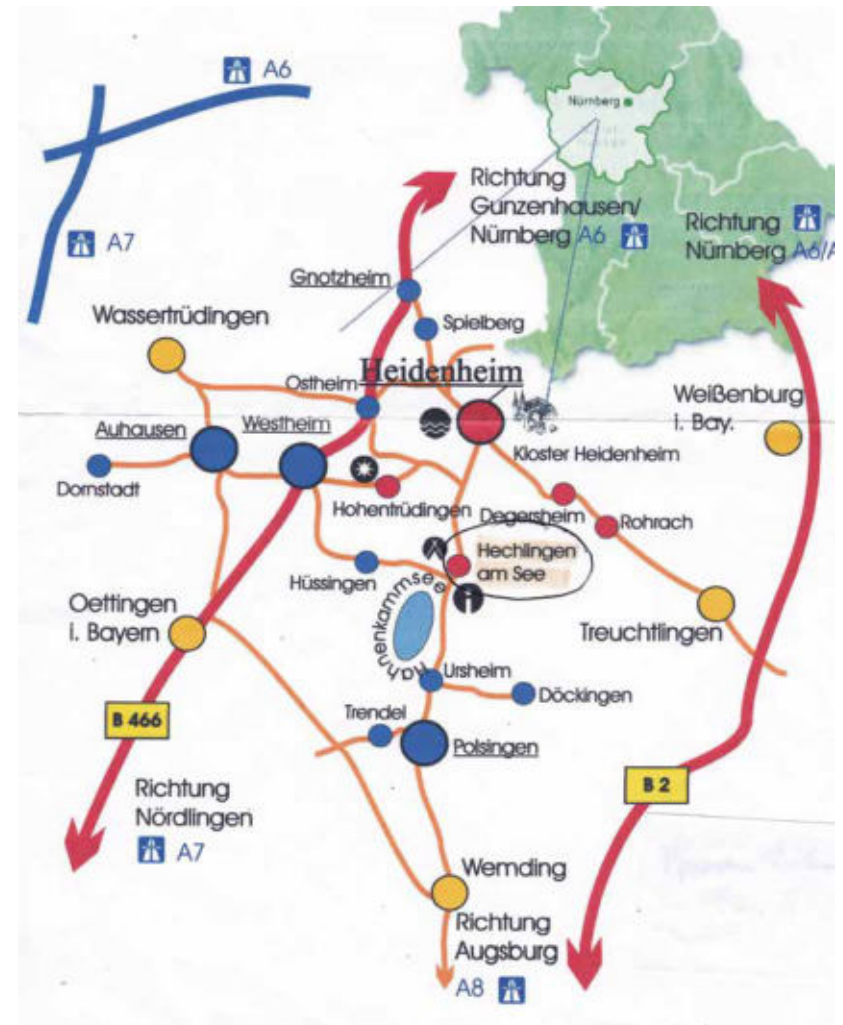 A6
Nürnberg
A7
Richtung
Gunzenhausen/
Nürnberg A6
Richtung
Nürnberg A6/A
Gnotzheim
Wassertrüdingen
Spielberg
Heidenheim
Ostheim
Weißenburg
i. Bay.
Auhausen
Westheim
Kloster Heidenheim
Dornstadt
Hohentrüdingen
Degersheim
Rohrach
Hechlingen
am See
Hüssingen
Oettingen
i. Bayern
Hahnenkammsee
i
Treuchtlingen
Ursheim
Döckingen
Trendel
B 466
Polsingen
B 2
Richtung
Nördlingen
A7
Wemding
Richtung
Augsburg
A8